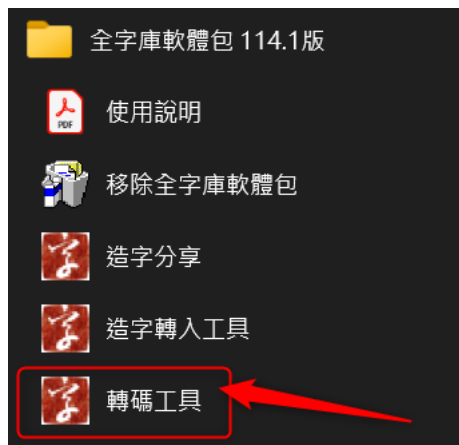 全字庫軟體包 114.1版
PDF
使用說明
移除全字庫軟體包
造字分享
造字轉入工具
轉碼工具